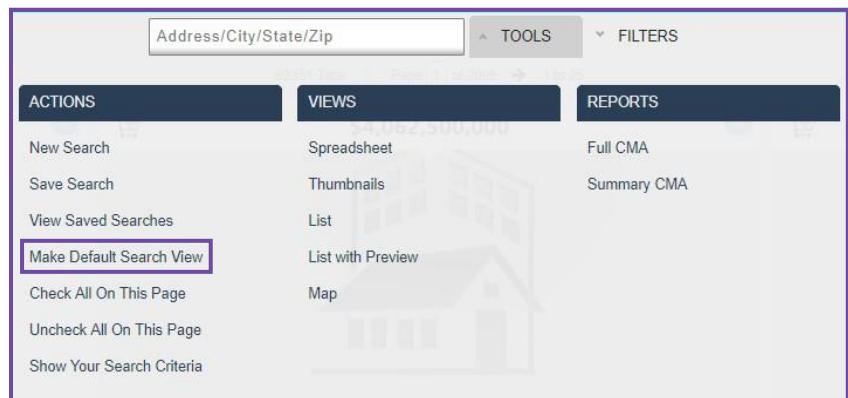 Address/City/State/Zip TOOLS FILTERS
ACTIONS VIEWS REPORTS
$4,062,500,000
New Search Spreadsheet Full CMA
Save Search Thumbnails Summary CMA
View Saved Searches List
Make Default Search View List with Preview
Check All On This Page Map
Uncheck All On This Page
Show Your Search Criteria